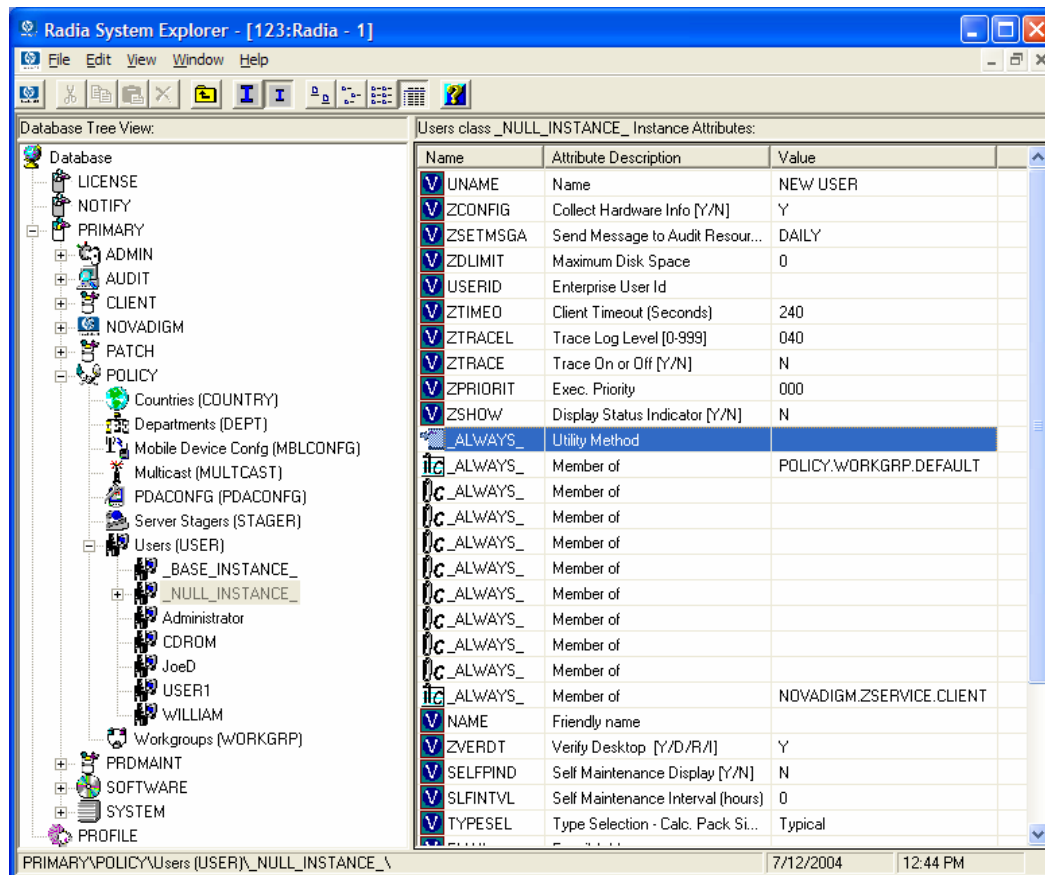 Radia System Explorer - [123:Radia - 1]
File Edit View Window Help
Database Tree View:
Users class _NULL_INSTANCE_ Instance Attributes:
Database
LICENSE
NOTIFY
PRIMARY
ADMIN
AUDIT
CLIENT
NOVADIGM
PATCH
POLICY
Countries (COUNTRY)
Departments (DEPT)
Mobile Device Confg (MBLCONFG)
Multicast (MULTCAST)
PDACONFG (PDACONFG)
Server Stagers (STAGER)
Users (USER)
_BASE_INSTANCE_
_NULL_INSTANCE_
Administrator
CDROM
JoeD
USER1
WILLIAM
Workgroups (WORKGRP)
PRDMAINT
SOFTWARE
SYSTEM
PROFILE
Name Attribute Description Value
V UNAME Name NEW USER
V ZCONFIG Collect Hardware Info [Y/N] Y
V ZSETMSGA Send Message to Audit Resour... DAILY
V ZDLIMIT Maximum Disk Space 0
V USERID Enterprise User Id
V ZTIMEO Client Timeout (Seconds) 240
V ZTRACEL Trace Log Level [0-999] 040
V ZTRACE Trace On or Off [Y/N] N
V ZPRIORIT Exec. Priority 000
V ZSHOW Display Status Indicator [Y/N] N
_ALWAYS_ Utility Method
_ALWAYS_ Member of POLICY.WORKGRP.DEFAULT
_ALWAYS_ Member of
_ALWAYS_ Member of
_ALWAYS_ Member of
_ALWAYS_ Member of
_ALWAYS_ Member of
_ALWAYS_ Member of
_ALWAYS_ Member of
_ALWAYS_ Member of
_ALWAYS_ Member of NOVADIGM.ZSERVICE.CLIENT
V NAME Friendly name
V ZVERDT Verify Desktop [Y/D/R/I] Y
V SELFPIND Self Maintenance Display [Y/N] N
V SLFINTVL Self Maintenance Interval (hours) 0
V TYPESEL Type Selection - Calc. Pack Si... Typical
PRIMARY\POLICY\Users (USER)\_NULL_INSTANCE_\ 7/12/2004 12:44 PM